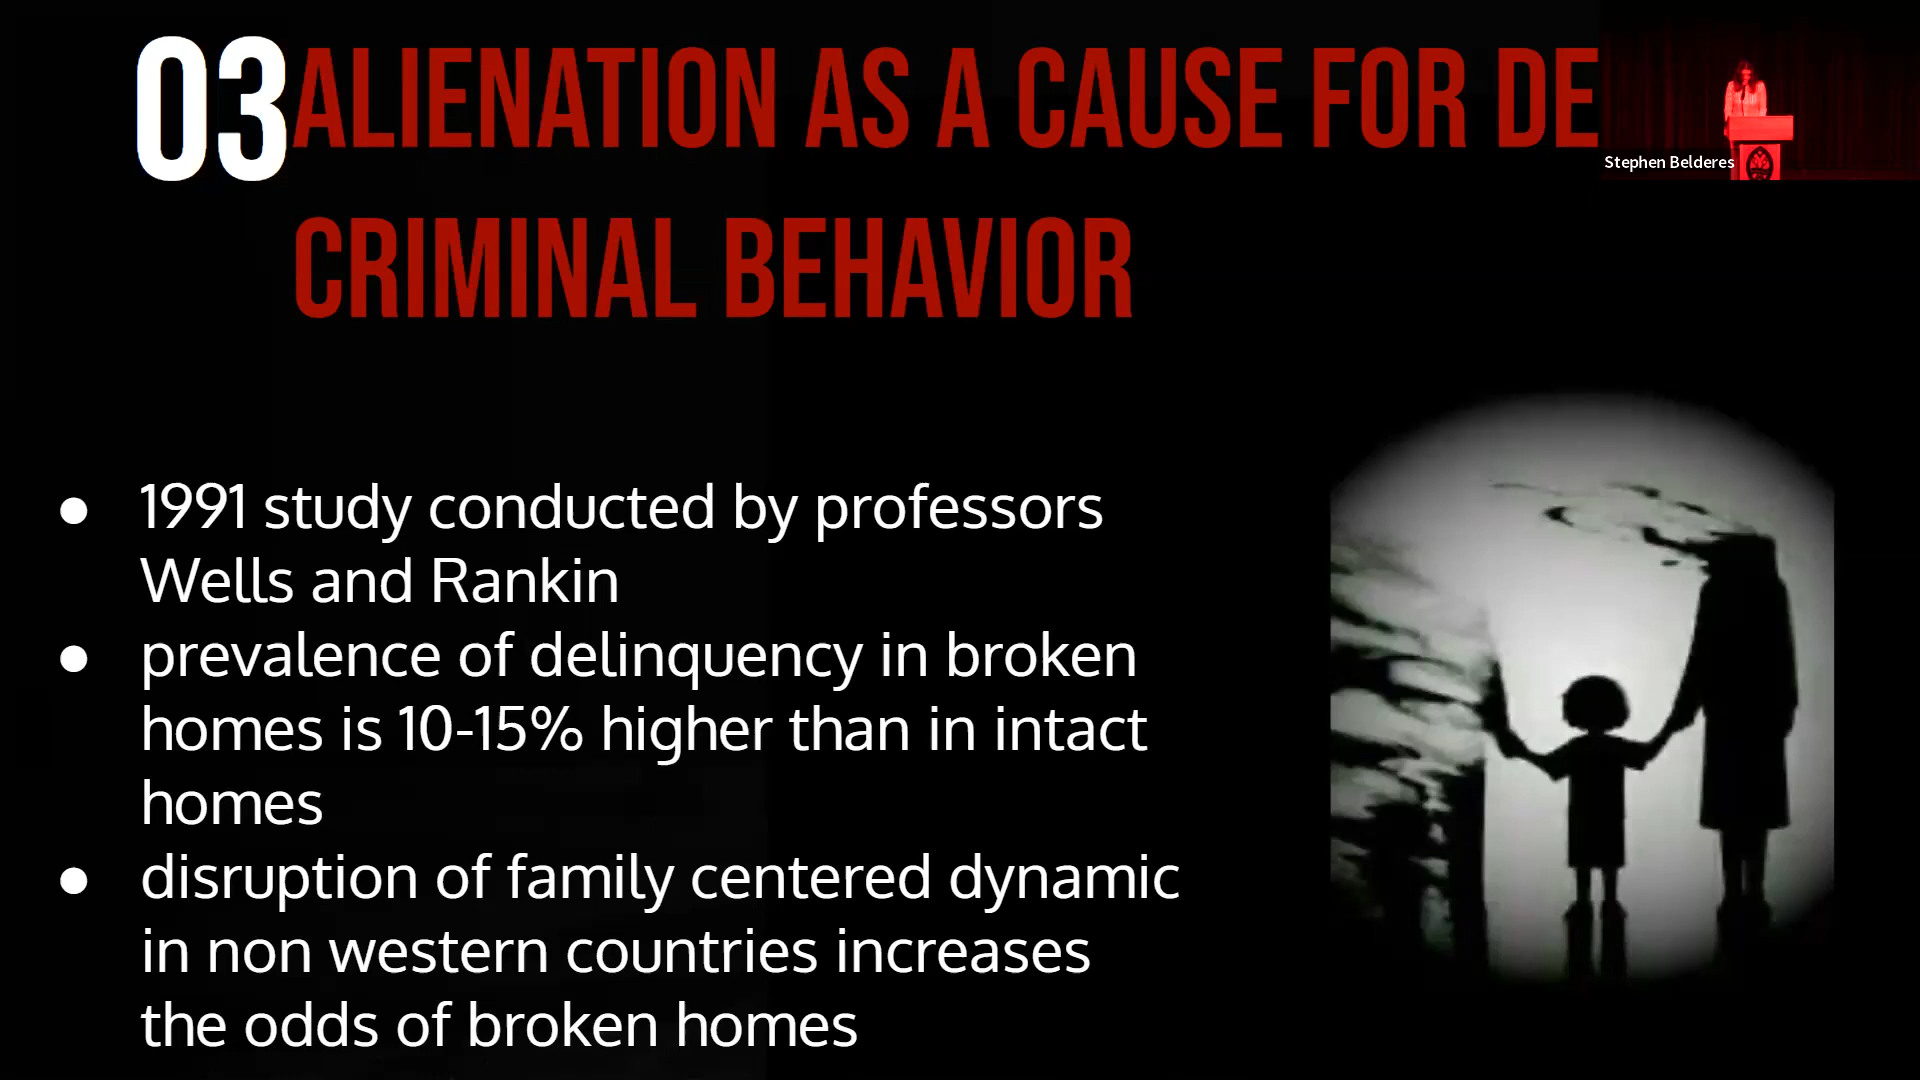 03 ALIENATION AS A CAUSE FOR DE
Stephen Belderes
CRIMINAL BEHAVIOR
● 1991 study conducted by professors
Wells and Rankin
● prevalence of delinquency in broken
homes is 10-15% higher than in intact
homes
● disruption of family centered dynamic
in non western countries increases
the odds of broken homes